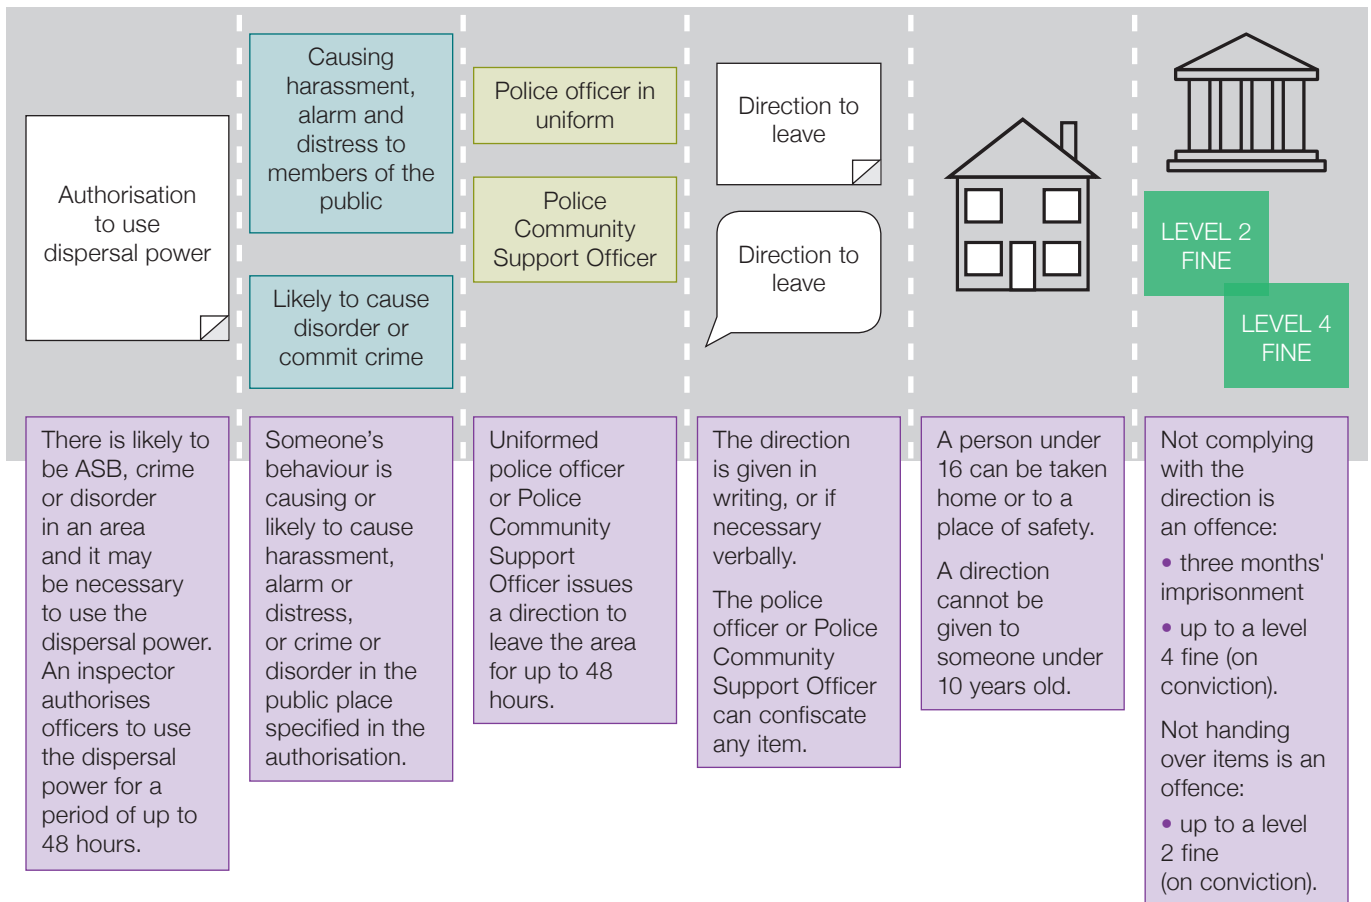 Authorisation
to use
dispersal power
Causing
harassment,
alarm and
distress to
members of the
public
Likely to cause
disorder or
commit crime
Police officer in
uniform
Police
Community
Support Officer
Direction to
leave
Direction to
leave
LEVEL 2
FINE
LEVEL 4
FINE
There is likely to
be ASB, crime
or disorder
in an area
and it may
be necessary
to use the
dispersal power.
An inspector
authorises
officers to use
the dispersal
power for a
period of up to
48 hours.
Someone's
behaviour is
causing or
likely to cause
harassment,
alarm or
distress,
or crime or
disorder in the
public place
specified in the
authorisation.
Uniformed
police officer
or Police
Community
Support
Officer issues
a direction to
leave the area
for up to 48
hours.
The direction
is given in
writing, or if
necessary
verbally.
The police
officer or Police
Community
Support Officer
can confiscate
any item.
A person under
16 can be taken
home or to a
place of safety.
A direction
cannot be
given to
someone under
10 years old.
Not complying
with the
direction is
an offence:
• three months'
imprisonment
• up to a level
4 fine (on
conviction).
Not handing
over items is an
offence:
• up to a level
2 fine
(on conviction).